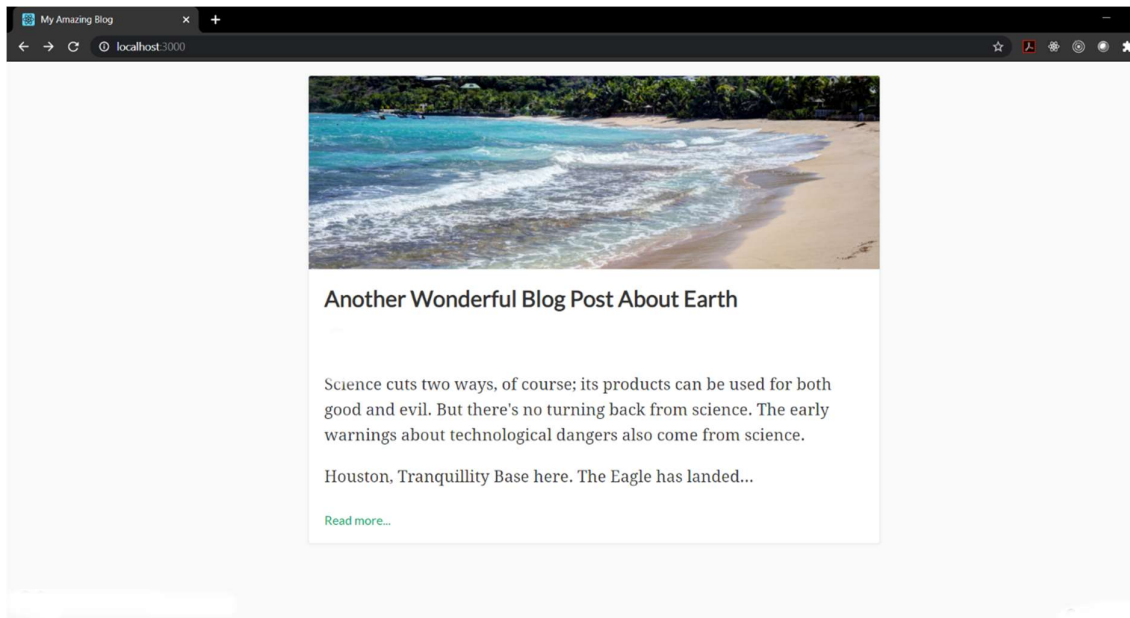 My Amazing Blog
localhost:3000
Another Wonderful Blog Post About Earth
Science cuts two ways, of course; its products can be used for both
good and evil. But there's no turning back from science. The early
warnings about technological dangers also come from science.
Houston, Tranquillity Base here. The Eagle has landed...
Read more...